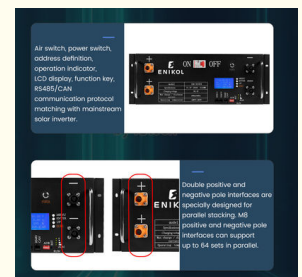 Air switch, power switch,
address definition,
operation indicator,
LCD display, function key,
RS485/CAN
communication protocol
matching with mainstream
solar inverter.
ENIKOL
ON OFF
Double positive and
negative pole interfaces are
specially designed for
parallel stacking. M8
positive and negative pole
interfaces can support
up to 64 sets in parallel.
ENIK